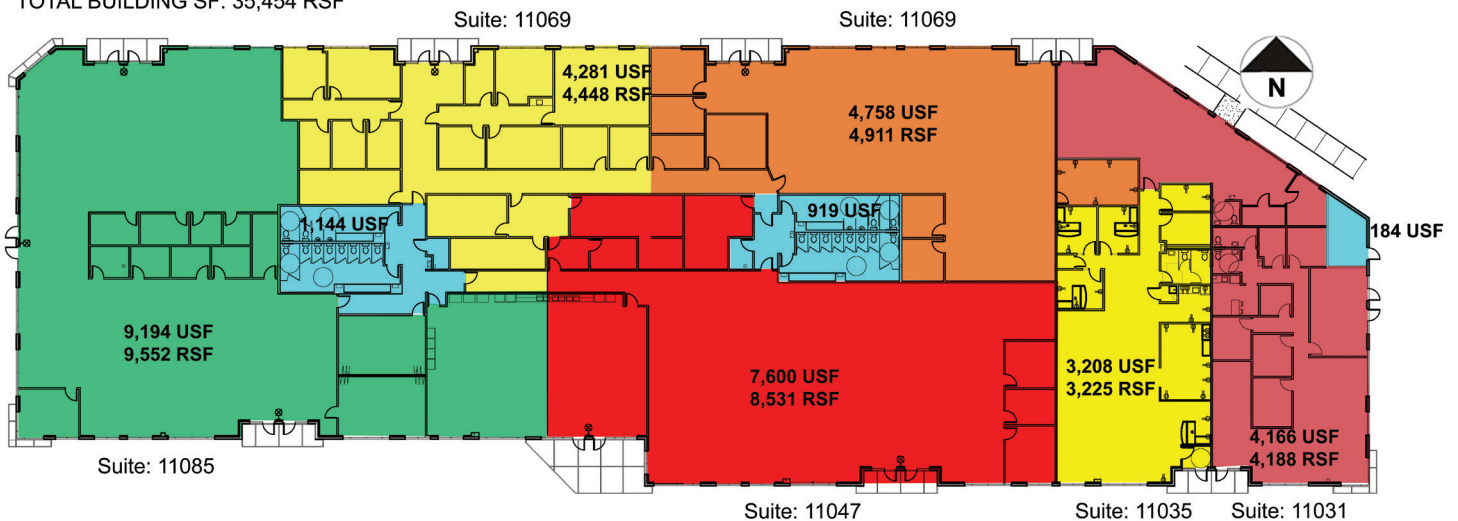 TOTAL BUILDING SF: 35,454 RSF
Suite: 11069
Suite: 11069
4,281 USF
4,448 RSF
4,758 USF
4,911 RSF
N
1,144 USF
919 USF
184 USF
9,194 USF
9,552 RSF
7,600 USF
8,531 RSF
3,208 USF
3,225 RSF
4,166 USF
4,188 RSF
Suite: 11085
Suite: 11047
Suite: 11035
Suite: 11031